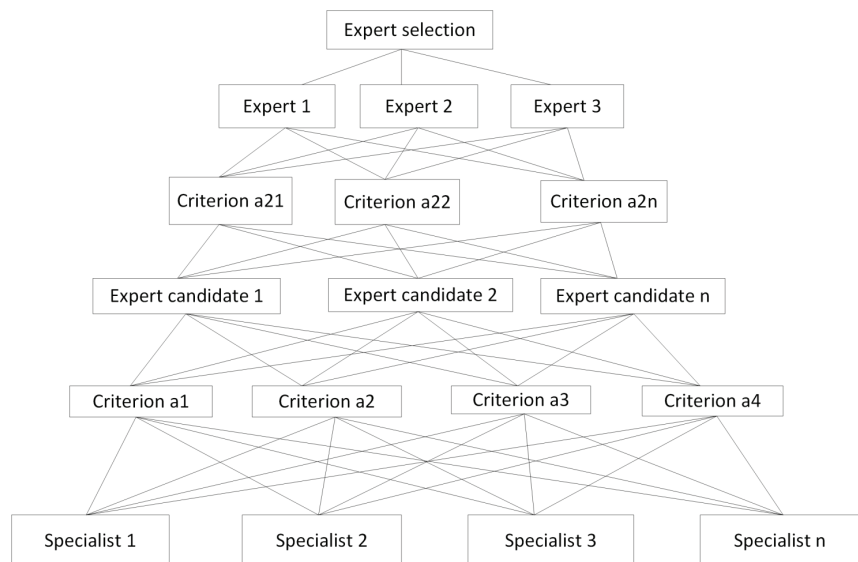 Expert selection
Expert 1
Expert 2
Expert 3
Criterion a21
Criterion a22
Criterion a2n
Expert candidate 1
Expert candidate 2
Expert candidate n
Criterion a1
Criterion a2
Criterion a3
Criterion a4
Specialist 1
Specialist 2
Specialist 3
Specialist n